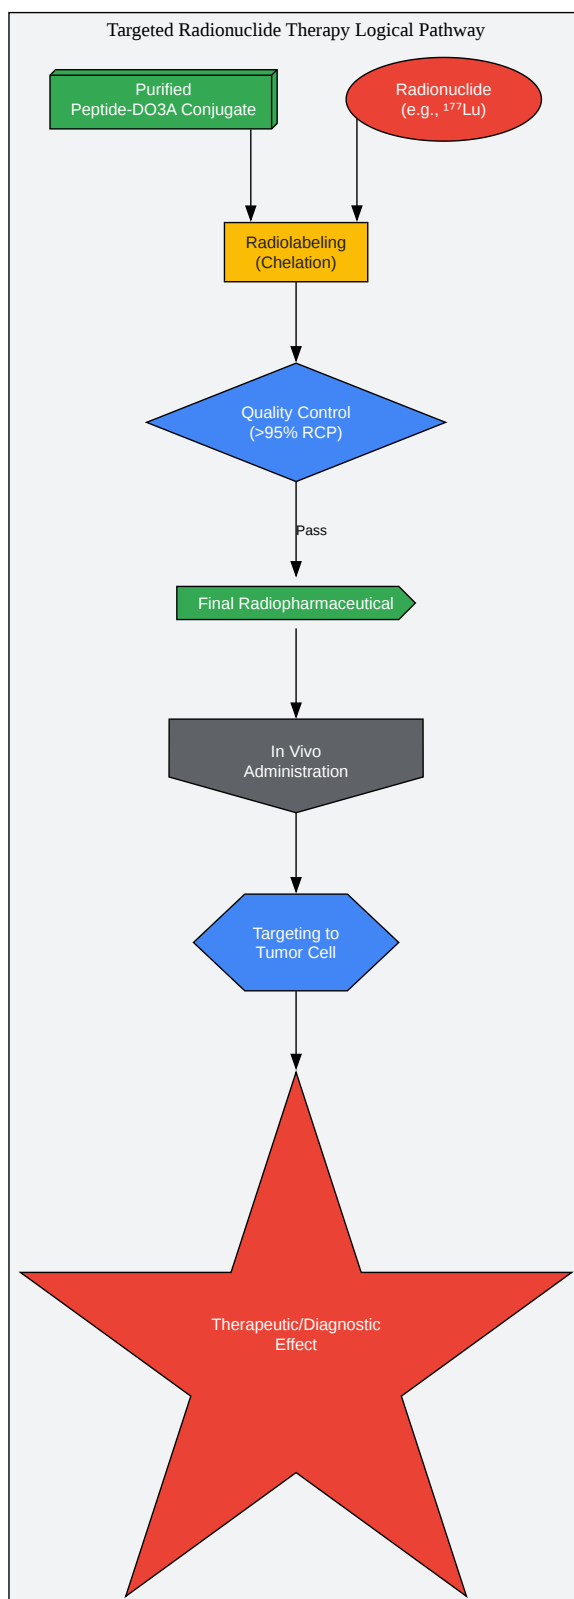 Targeted Radionuclide Therapy Logical Pathway
Purified
Peptide-DO3A Conjugate
Radionuclide
(e.g., ¹⁷⁷Lu)
Radiolabeling
(Chelation)
Quality Control
(>95% RCP)
Pass
Final Radiopharmaceutical
In Vivo
Administration
Targeting to
Tumor Cell
Therapeutic/Diagnostic
Effect